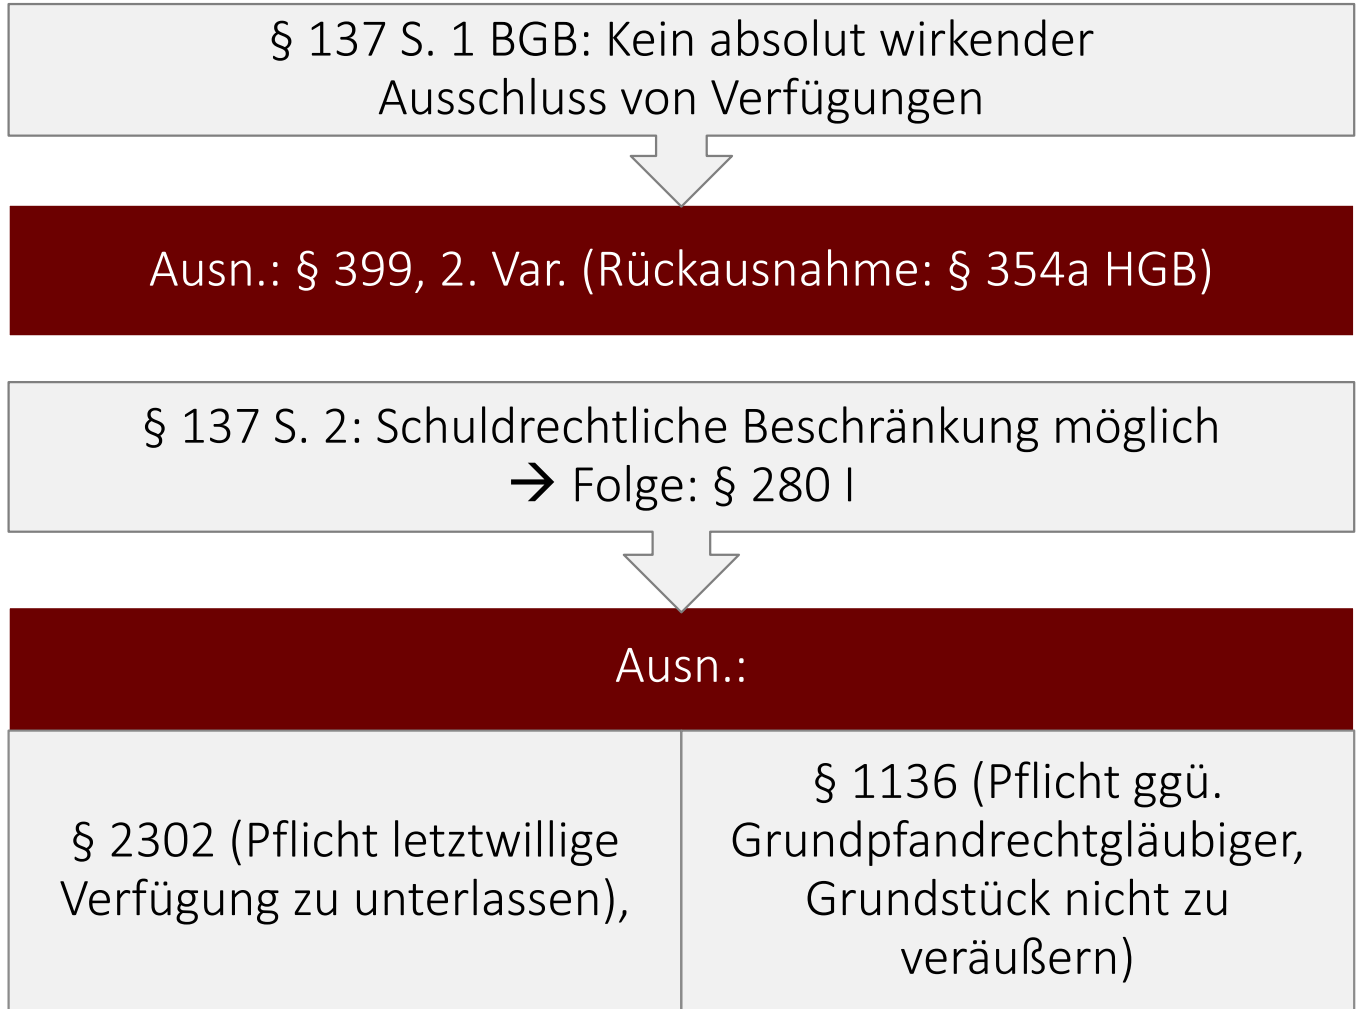 § 137 S. 1 BGB: Kein absolut wirkender
Ausschluss von Verfügungen
Ausn.: § 399, 2. Var. (Rückausnahme: § 354a HGB)
§ 137 S. 2: Schuldrechtliche Beschränkung möglich
→ Folge: § 280 I
Ausn.:
§ 2302 (Pflicht letztwillige
Verfügung zu unterlassen),
§ 1136 (Pflicht ggü.
Grundpfandrechtgläubiger,
Grundstück nicht zu
veräußern)